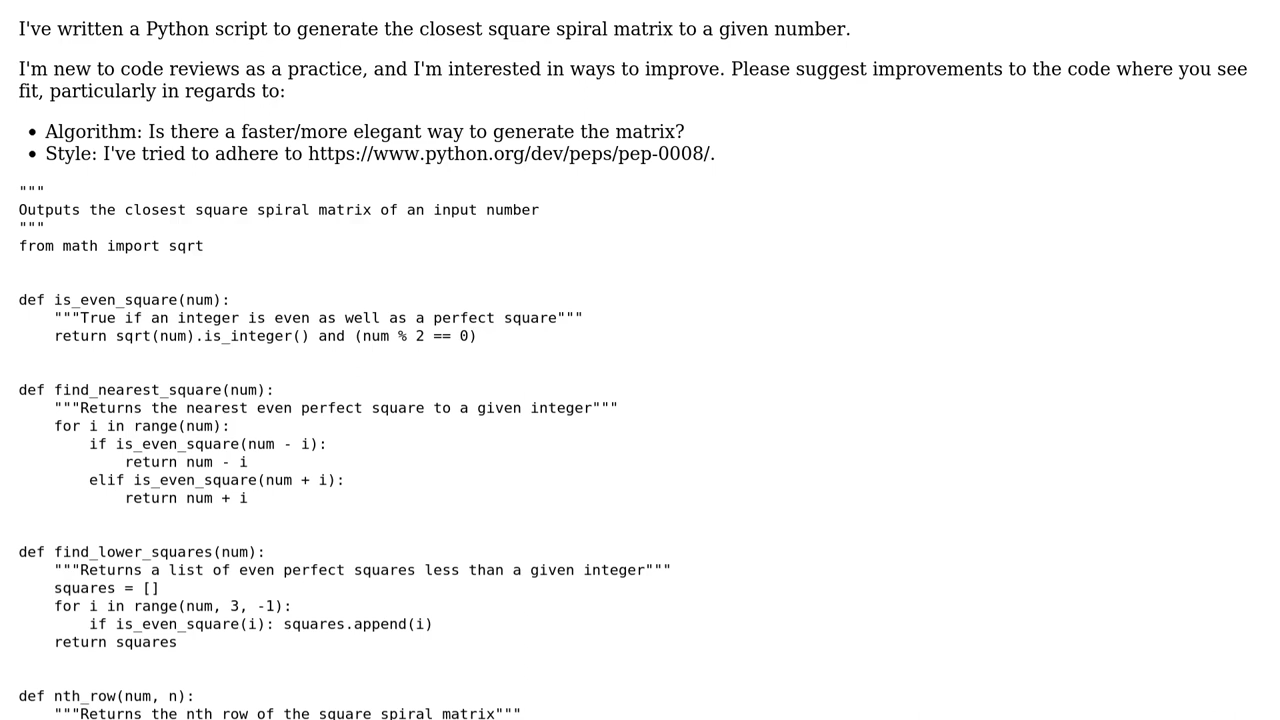 I've written a Python script to generate the closest square spiral matrix to a given number.
I'm new to code reviews as a practice, and I'm interested in ways to improve. Please suggest improvements to the code where you see
fit, particularly in regards to:
• Algorithm: Is there a faster/more elegant way to generate the matrix?
• Style: I've tried to adhere to https://www.python.org/dev/peps/pep-0008/.
"""
Outputs the closest square spiral matrix of an input number
"""
from math import sqrt
def is_even_square(num):
    """True if an integer is even as well as a perfect square"""
    return sqrt(num).is_integer() and (num % 2 == 0)
def find_nearest_square(num):
    """Returns the nearest even perfect square to a given integer"""
    for i in range(num):
        if is_even_square(num - i):
            return num - i
        elif is_even_square(num + i):
            return num + i
def find_lower_squares(num):
    """Returns a list of even perfect squares less than a given integer"""
    squares = []
    for i in range(num, 3, -1):
        if is_even_square(i): squares.append(i)
    return squares
def nth_row(num, n):
    """Returns the nth row of the square spiral matrix"""